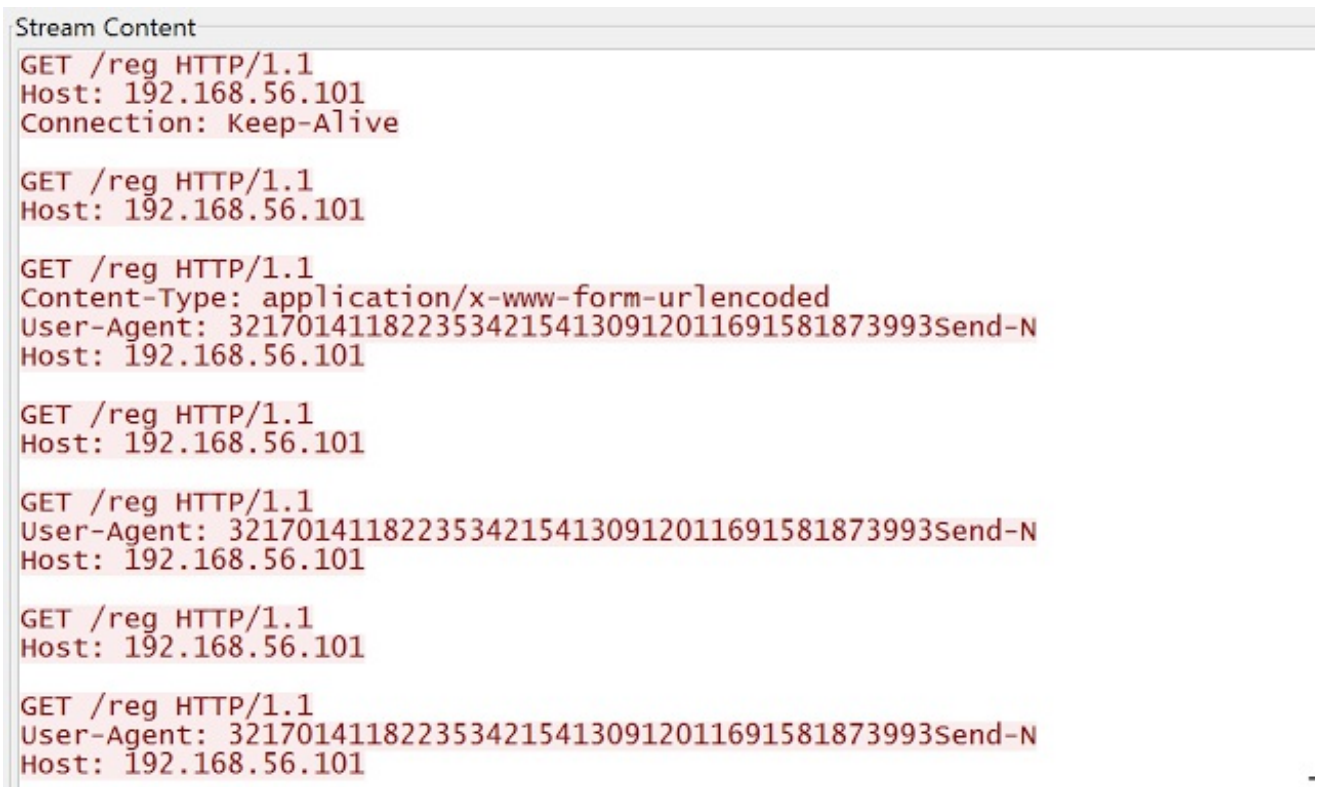 Stream Content
GET /reg HTTP/1.1
Host: 192.168.56.101
Connection: Keep-Alive
GET /reg HTTP/1.1
Host: 192.168.56.101
GET /reg HTTP/1.1
Content-Type: application/x-www-form-urlencoded
User-Agent: 32170141182235342154130912011691581873993Send-N
Host: 192.168.56.101
GET /reg HTTP/1.1
Host: 192.168.56.101
GET /reg HTTP/1.1
User-Agent: 32170141182235342154130912011691581873993Send-N
Host: 192.168.56.101
GET /reg HTTP/1.1
Host: 192.168.56.101
GET /reg HTTP/1.1
User-Agent: 32170141182235342154130912011691581873993Send-N
Host: 192.168.56.101